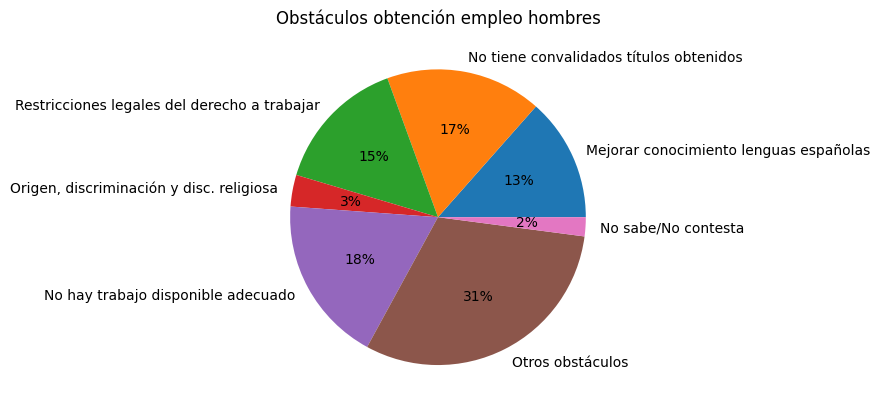 Obstáculos obtención empleo hombres
No tiene convalidados títulos obtenidos
Restricciones legales del derecho a trabajar
17%
Mejorar conocimiento lenguas españolas
15%
13%
Origen, discriminación y disc. religiosa
3%
2%
No sabe/No contesta
18%
No hay trabajo disponible adecuado
31%
Otros obstáculos